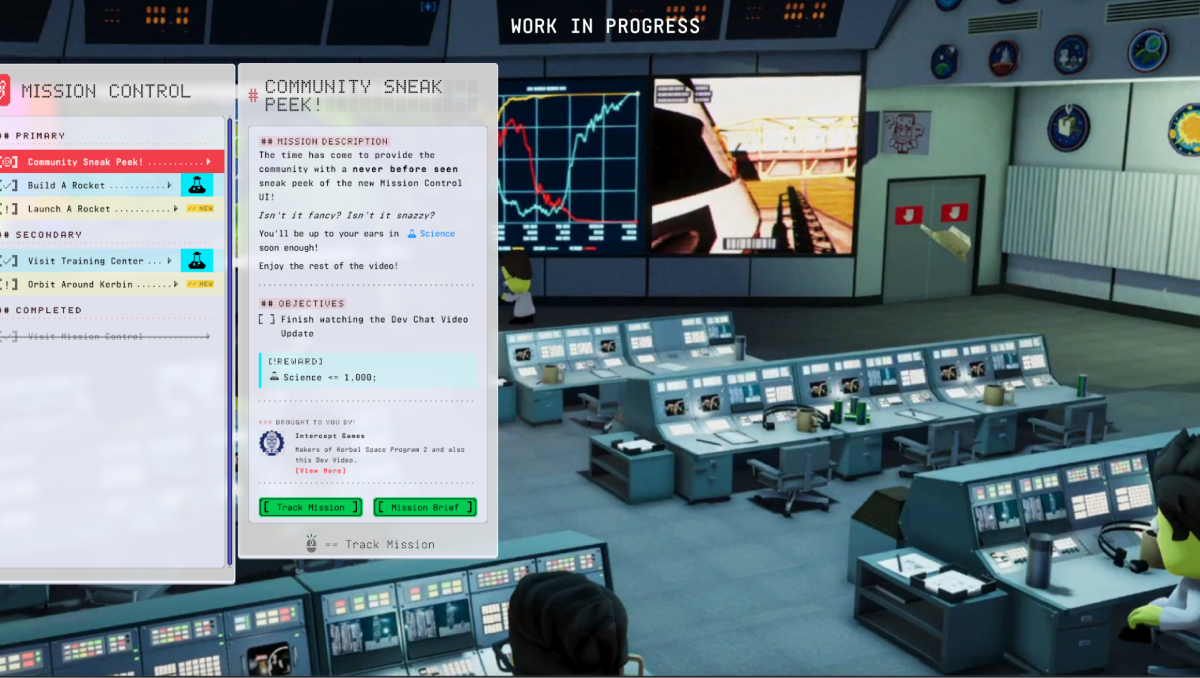 WORK IN PROGRESS
MISSION CONTROL
## PRIMARY
Community Sneak Peek!
Build A Rocket
[!] Launch A Rocket NEW
## SECONDARY
Visit Training Center ...
[!] Orbit Around Kerbin NEW
## COMPLETED
Visit Mission Control
# COMMUNITY SNEAK
PEEK!
## MISSION DESCRIPTION
The time has come to provide the
community with a never before seen
sneak peek of the new Mission Control
UI!
Isn't it fancy? Isn't it snazzy?
You'll be up to your ears in Science
soon enough!
Enjoy the rest of the video!
## OBJECTIVES
[ ] Finish watching the Dev Chat Video
Update
[!REWARD]
Science <= 1,000;
### BROUGHT TO YOU BY!
Intercept Games
Makers of Kerbal Space Program 2 and also
this Dev Video.
[View More]
[ Track Mission ] [ Mission Brief ]
== Track Mission